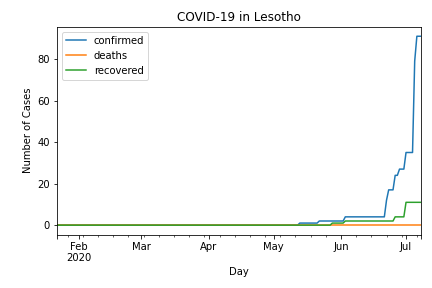 COVID-19 in Lesotho
confirmed
deaths
recovered
Number of Cases
80
60
40
20
0
Feb
2020
Mar
Apr
May
Jun
Jul
Day